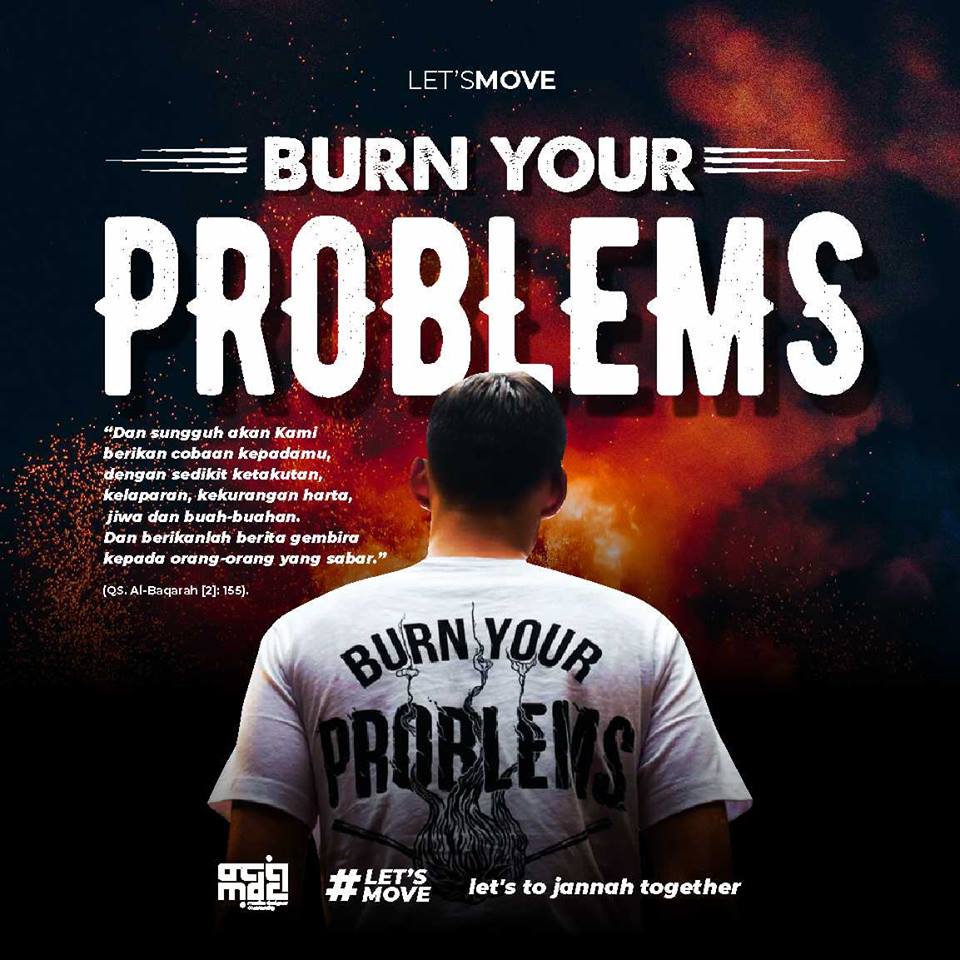 LET'SMOVE
BURN YOUR
PROBLEMS
“Dan sungguh akan Kami
berikan cobaan kepadamu,
dengan sedikit ketakutan,
kelaparan, kekurangan harta,
jiwa dan buah-buahan.
Dan berikanlah berita gembira
kepada orang-orang yang sabar.”
(QS. Al-Baqarah [2]: 155).
BURN YOUR
PROBLEMS
#LET'S
MOVE
let's to jannah together